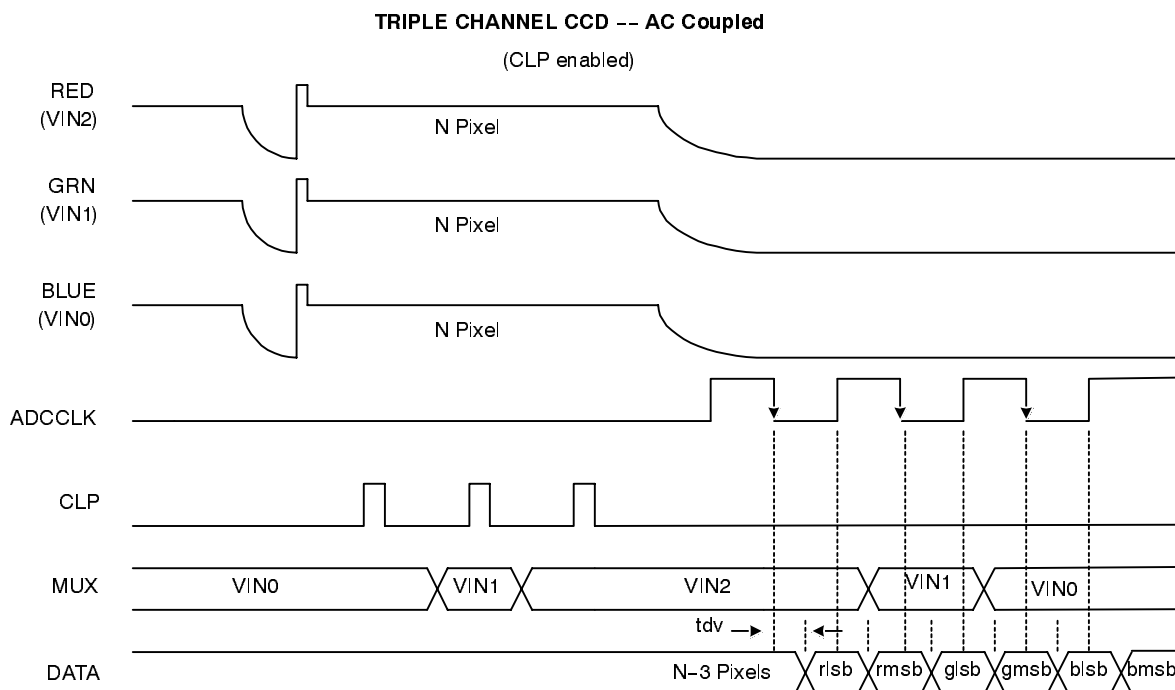 TRIPLE CHANNEL CCD -- AC Coupled
(CLP enabled)
RED
(VIN2)
N Pixel
GRN
(VIN1)
N Pixel
BLUE
(VIN0)
N Pixel
ADCCLK
CLP
MUX
VIN0
VIN1
VIN2
VIN1
VIN0
tdv
DATA
N-3 Pixels
rlsb
rmsb
glsb
gmsb
blsb
bmsb